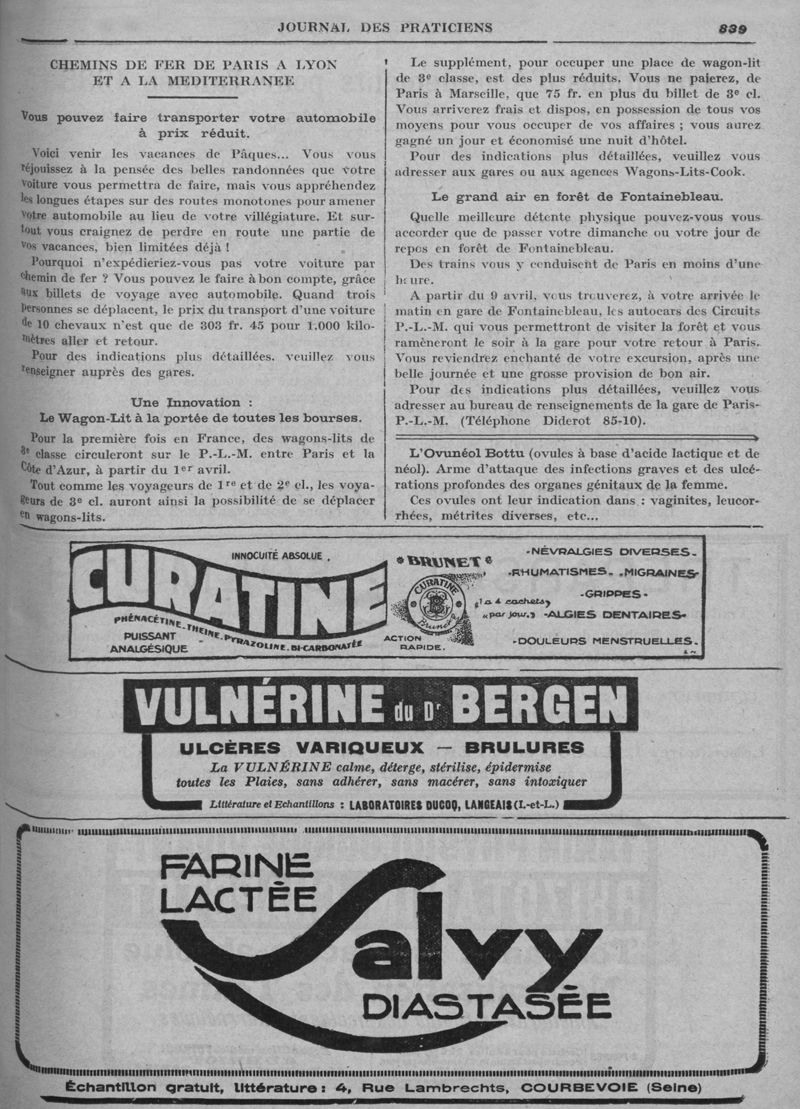 JOURNAL DES PRATICIENS 839
CHEMINS DE FER DE PARIS A LYON
ET A LA MEDITERRANEE
Vous pouvez faire transporter votre automobile
à prix réduit.
Voici venir les vacances de Pâques... Vous vous
réjouissez à la pensée des belles randonnées que votre
voiture vous permettra de faire, mais vous appréhendez
les longues étapes sur des routes monotones pour amener
votre automobile au lieu de votre villégiature. Et sur-
tout vous craignez de perdre en route une partie de
vos vacances, bien limitées déjà !
Pourquoi n'expédieriez-vous pas votre voiture par
chemin de fer ? Vous pouvez le faire à bon compte, grâce
aux billets de voyage avec automobile. Quand trois
personnes se déplacent, le prix du transport d'une voiture
de 10 chevaux n'est que de 303 fr. 45 pour 1.000 kilo-
mètres aller et retour.
Pour des indications plus détaillées, veuillez vous
renseigner auprès des gares.
Une Innovation :
Le Wagon-Lit à la portée de toutes les bourses.
Pour la première fois en France, des wagons-lits de
3e classe circuleront sur le P.-L.-M. entre Paris et la
Côte d'Azur, à partir du 1er avril.
Tout comme les voyageurs de 1re et de 2e cl., les voya-
geurs de 3e cl. auront ainsi la possibilité de se déplacer
en wagons-lits.
Le supplément, pour occuper une place de wagon-lit
de 3e classe, est des plus réduits. Vous ne paierez, de
Paris à Marseille, que 75 fr. en plus du billet de 3e cl.
Vous arriverez frais et dispos, en possession de tous vos
moyens pour vous occuper de vos affaires ; vous aurez
gagné un jour et économisé une nuit d'hôtel.
Pour des indications plus détaillées, veuillez vous
adresser aux gares ou aux agences Wagons-Lits-Cook.
Le grand air en forêt de Fontainebleau.
Quelle meilleure détente physique pouvez-vous vous
accorder que de passer votre dimanche ou votre jour de
repos en forêt de Fontainebleau.
Des trains vous y conduisent de Paris en moins d'une
heure.
A partir du 9 avril, vous trouverez, à votre arrivée le
matin en gare de Fontainebleau, les autocars des Circuits
P.-L.-M. qui vous permettront de visiter la forêt et vous
ramèneront le soir à la gare pour votre retour à Paris.
Vous reviendrez enchanté de votre excursion, après une
belle journée et une grosse provision de bon air.
Pour des indications plus détaillées, veuillez vous
adresser au bureau de renseignements de la gare de Paris-
P.-L.-M. (Téléphone Diderot 85-10).
L'Ovunéol Bottu (ovules à base d'acide lactique et de
néol). Arme d'attaque des infections graves et des ulcé-
rations profondes des organes génitaux de la femme.
Ces ovules ont leur indication dans : vaginites, leucor-
rhées, métrites diverses, etc...
INNOCUITÉ ABSOLUE.
CURATINE
PHÉNACÉTINE-THÉINE-PYRAZOLINE-BI-CARBONATÉE
PUISSANT
ANALGÉSIQUE
"BRUNET"
CURATINE
Brunet
ACTION
RAPIDE.
(1 a 4 cachets
par jour.)
-NÉVRALGIES DIVERSES-
-RHUMATISMES- -MIGRAINES-
-GRIPPES-
-ALGIES DENTAIRES-
-DOULEURS MENSTRUELLES-
VULNÉRINE du Dr BERGEN
ULCÈRES VARIQUEUX — BRULURES
La VULNÉRINE calme, déterge, stérilise, épidermise
toutes les Plaies, sans adhérer, sans macérer, sans intoxiquer
Littérature et Echantillons : LABORATOIRES DUCOQ, LANGEAIS (I.-et-L.)
FARINE
LACTÉE
Salvy
DIASTASÉE
Échantillon gratuit, littérature : 4, Rue Lambrechts, COURBEVOIE (Seine)